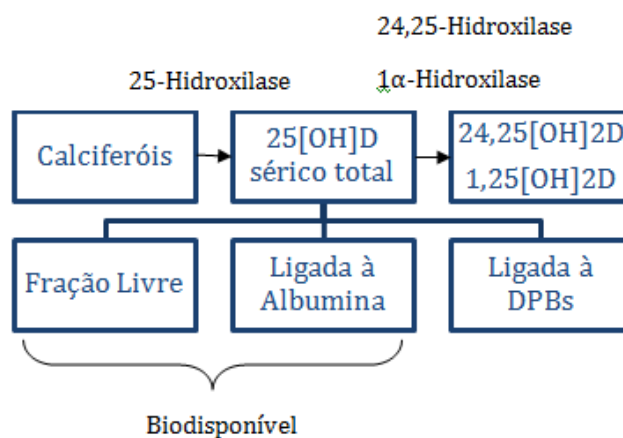 24,25-Hidroxilase
25-Hidroxilase
1α-Hidroxilase
Calciferóis
25[OH]D
sérico total
24,25[OH]2D
1,25[OH]2D
Fração Livre
Ligada à
Albumina
Ligada à
DPBs
Biodisponível